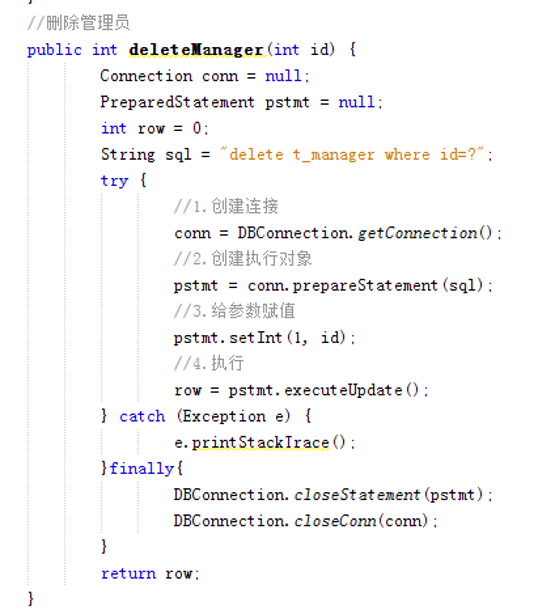 }
//删除管理员
public int deleteManager(int id) {
Connection conn = null;
PreparedStatement pstmt = null;
int row = 0;
String sql = "delete t_manager where id=?";
try {
//1.创建连接
conn = DBConnection.getConnection();
//2.创建执行对象
pstmt = conn.prepareStatement(sql);
//3.给参数赋值
pstmt.setInt(1, id);
//4.执行
row = pstmt.executeUpdate();
} catch (Exception e) {
e.printStackTrace();
}finally{
DBConnection.closeStatement(pstmt);
DBConnection.closeConn(conn);
}
return row;
}